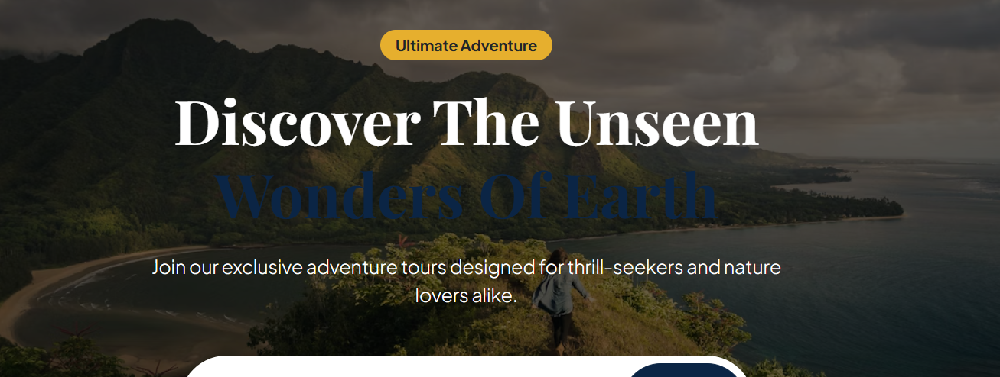 Ultimate Adventure
Discover The Unseen
Wonders Of Earth
Join our exclusive adventure tours designed for thrill-seekers and nature
lovers alike.